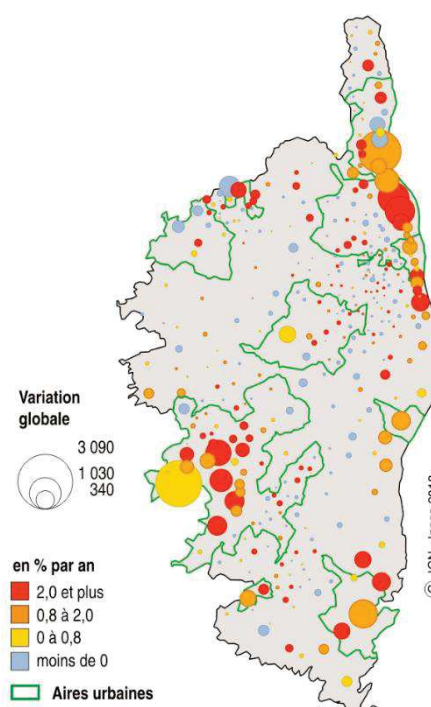 Variation
globale
3 090
1 030
340
en % par an
2,0 et plus
0,8 à 2,0
0 à 0,8
moins de 0
Aires urbaines